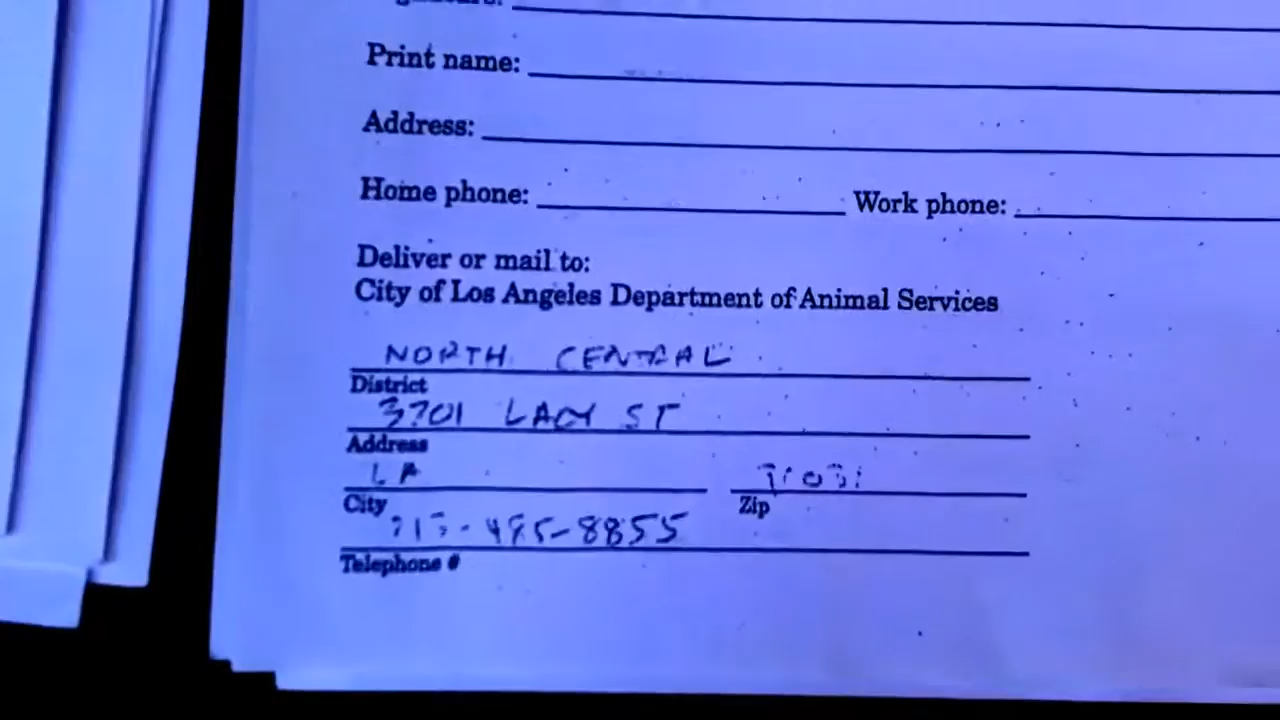 Print name:
Address:
Home phone: Work phone:
Deliver or mail to:
City of Los Angeles Department of Animal Services
NORTH CENTRAL
District
3201 LACY ST
Address
LA
City Zip
Telephone #